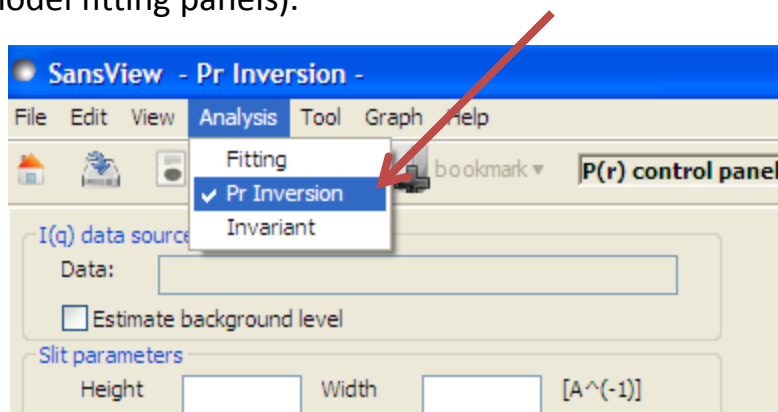 odel fitting panels).
SansView - Pr Inversion -
File Edit View Analysis Tool Graph Help
Fitting
bookmark
P(r) control panel
Pr Inversion
Invariant
I(q) data source
Data:
Estimate background level
Slit parameters
Height Width [A^(-1)]